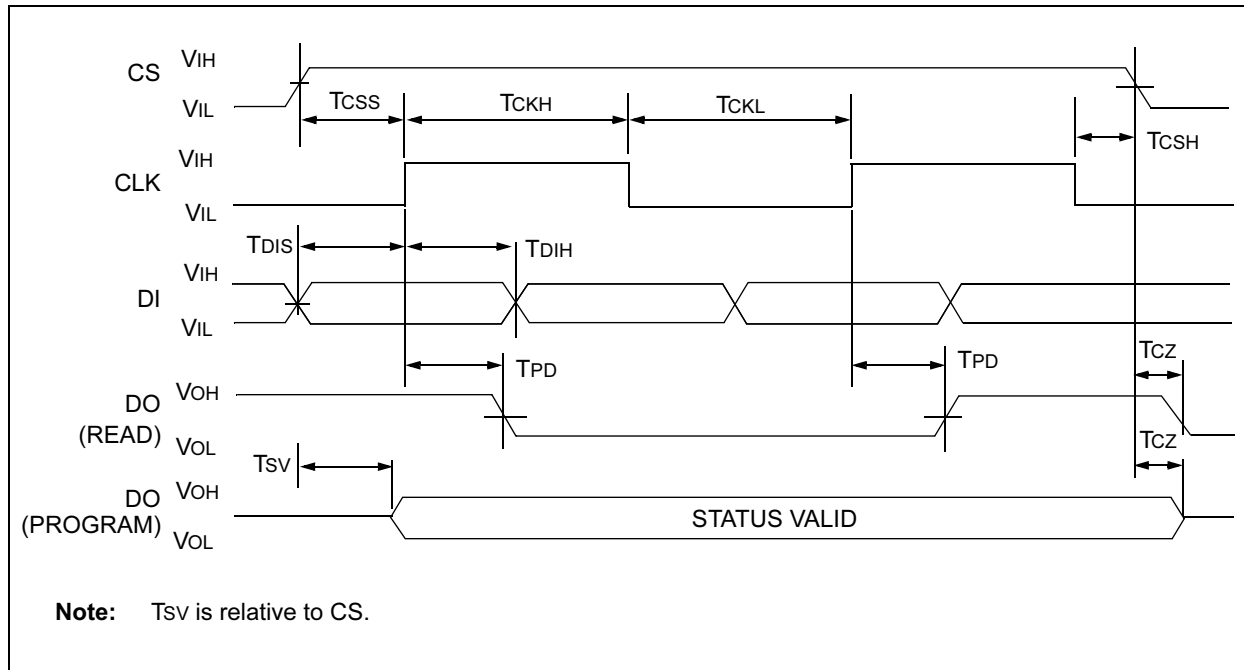 CS
VIH
VIL
TCSS
TCKH
TCKL
TCSH
CLK
VIH
VIL
TDIS
TDIH
DI
VIH
VIL
TPD
TPD
TCZ
DO
(READ)
VOH
VOL
TCZ
TSV
DO
(PROGRAM)
VOH
VOL
STATUS VALID
Note: TSV is relative to CS.